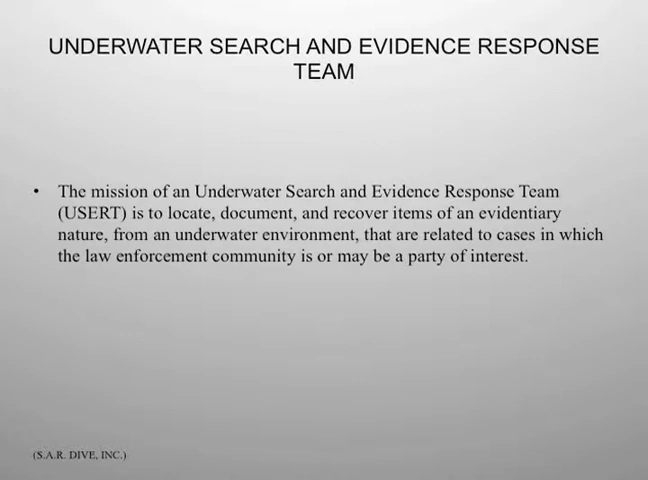 UNDERWATER SEARCH AND EVIDENCE RESPONSE
TEAM
• The mission of an Underwater Search and Evidence Response Team
(USERT) is to locate, document, and recover items of an evidentiary
nature, from an underwater environment, that are related to cases in which
the law enforcement community is or may be a party of interest.
(S.A.R. DIVE, INC.)